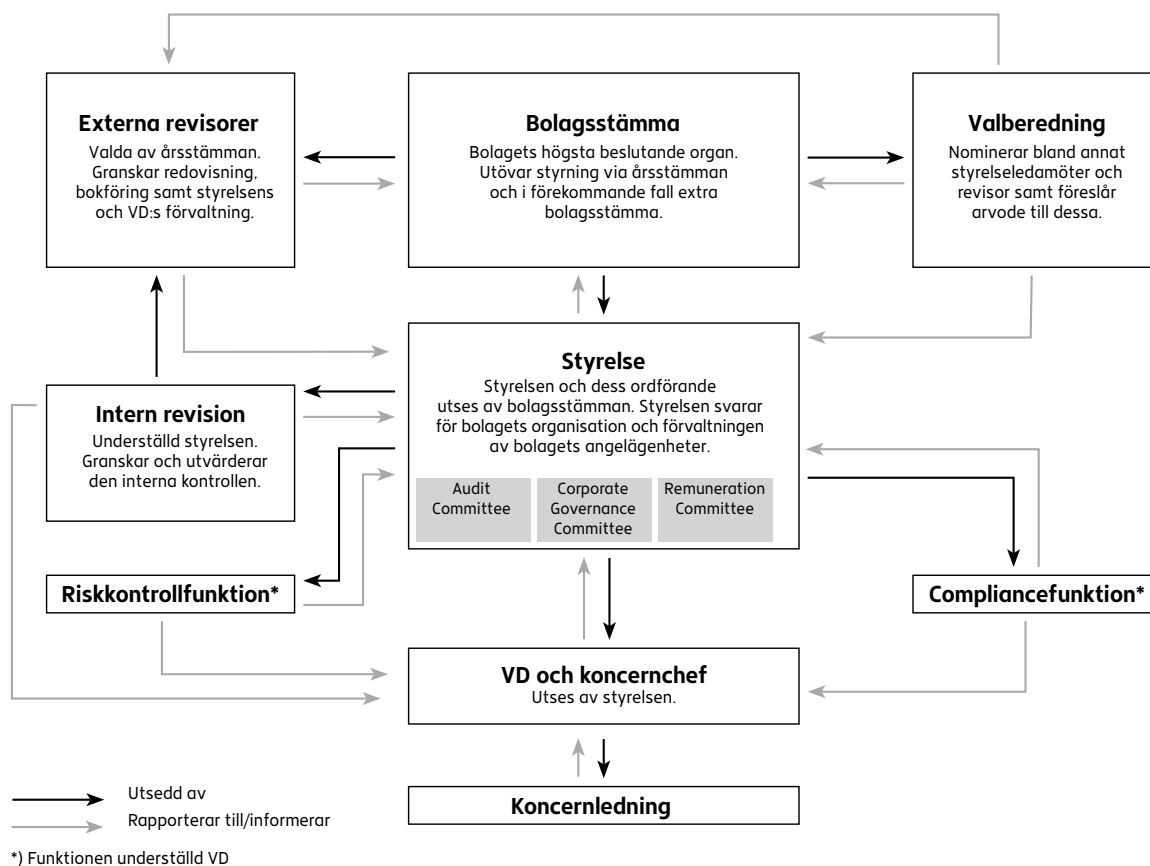 Externa revisorer
Valda av årsstämman.
Granskar redovisning,
bokföring samt styrelsens
och VD:s förvaltning.
Bolagsstämma
Bolagets högsta beslutande organ.
Utövar styrning via årsstämman
och i förekommande fall extra
bolagsstämma.
Valberedning
Nominerar bland annat
styrelseledamöter och
revisor samt föreslår
arvode till dessa.
Styrelse
Styrelsen och dess ordförande
utses av bolagsstämman. Styrelsen svarar
för bolagets organisation och förvaltningen
av bolagets angelägenheter.
Audit
Committee
Corporate
Governance
Committee
Remuneration
Committee
Intern revision
Underställd styrelsen.
Granskar och utvärderar
den interna kontrollen.
Riskkontrollfunktion*
Compliancefunktion*
VD och koncernchef
Utses av styrelsen.
Koncernledning
Utsedd av
Rapporterar till/informerar
*) Funktionen underställd VD